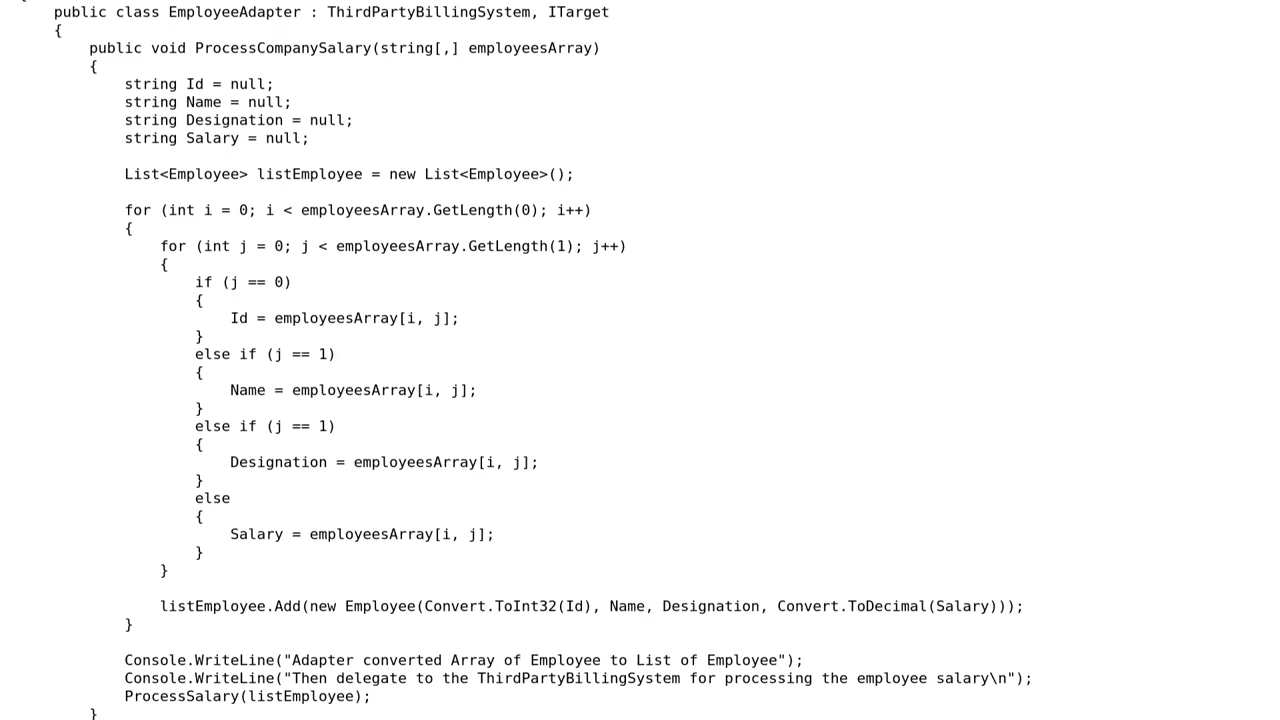 public class EmployeeAdapter : ThirdPartyBillingSystem, ITarget
{
public void ProcessCompanySalary(string[,] employeesArray)
{
string Id = null;
string Name = null;
string Designation = null;
string Salary = null;
List<Employee> listEmployee = new List<Employee>();
for (int i = 0; i < employeesArray.GetLength(0); i++)
{
for (int j = 0; j < employeesArray.GetLength(1); j++)
{
if (j == 0)
{
Id = employeesArray[i, j];
}
else if (j == 1)
{
Name = employeesArray[i, j];
}
else if (j == 1)
{
Designation = employeesArray[i, j];
}
else
{
Salary = employeesArray[i, j];
}
}
listEmployee.Add(new Employee(Convert.ToInt32(Id), Name, Designation, Convert.ToDecimal(Salary)));
}
Console.WriteLine("Adapter converted Array of Employee to List of Employee");
Console.WriteLine("Then delegate to the ThirdPartyBillingSystem for processing the employee salary\n");
ProcessSalary(listEmployee);
}